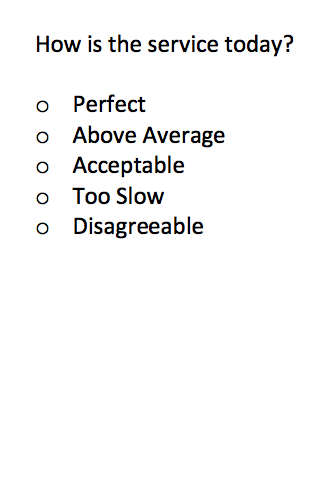 How is the service today?
o Perfect
o Above Average
o Acceptable
o Too Slow
o Disagreeable